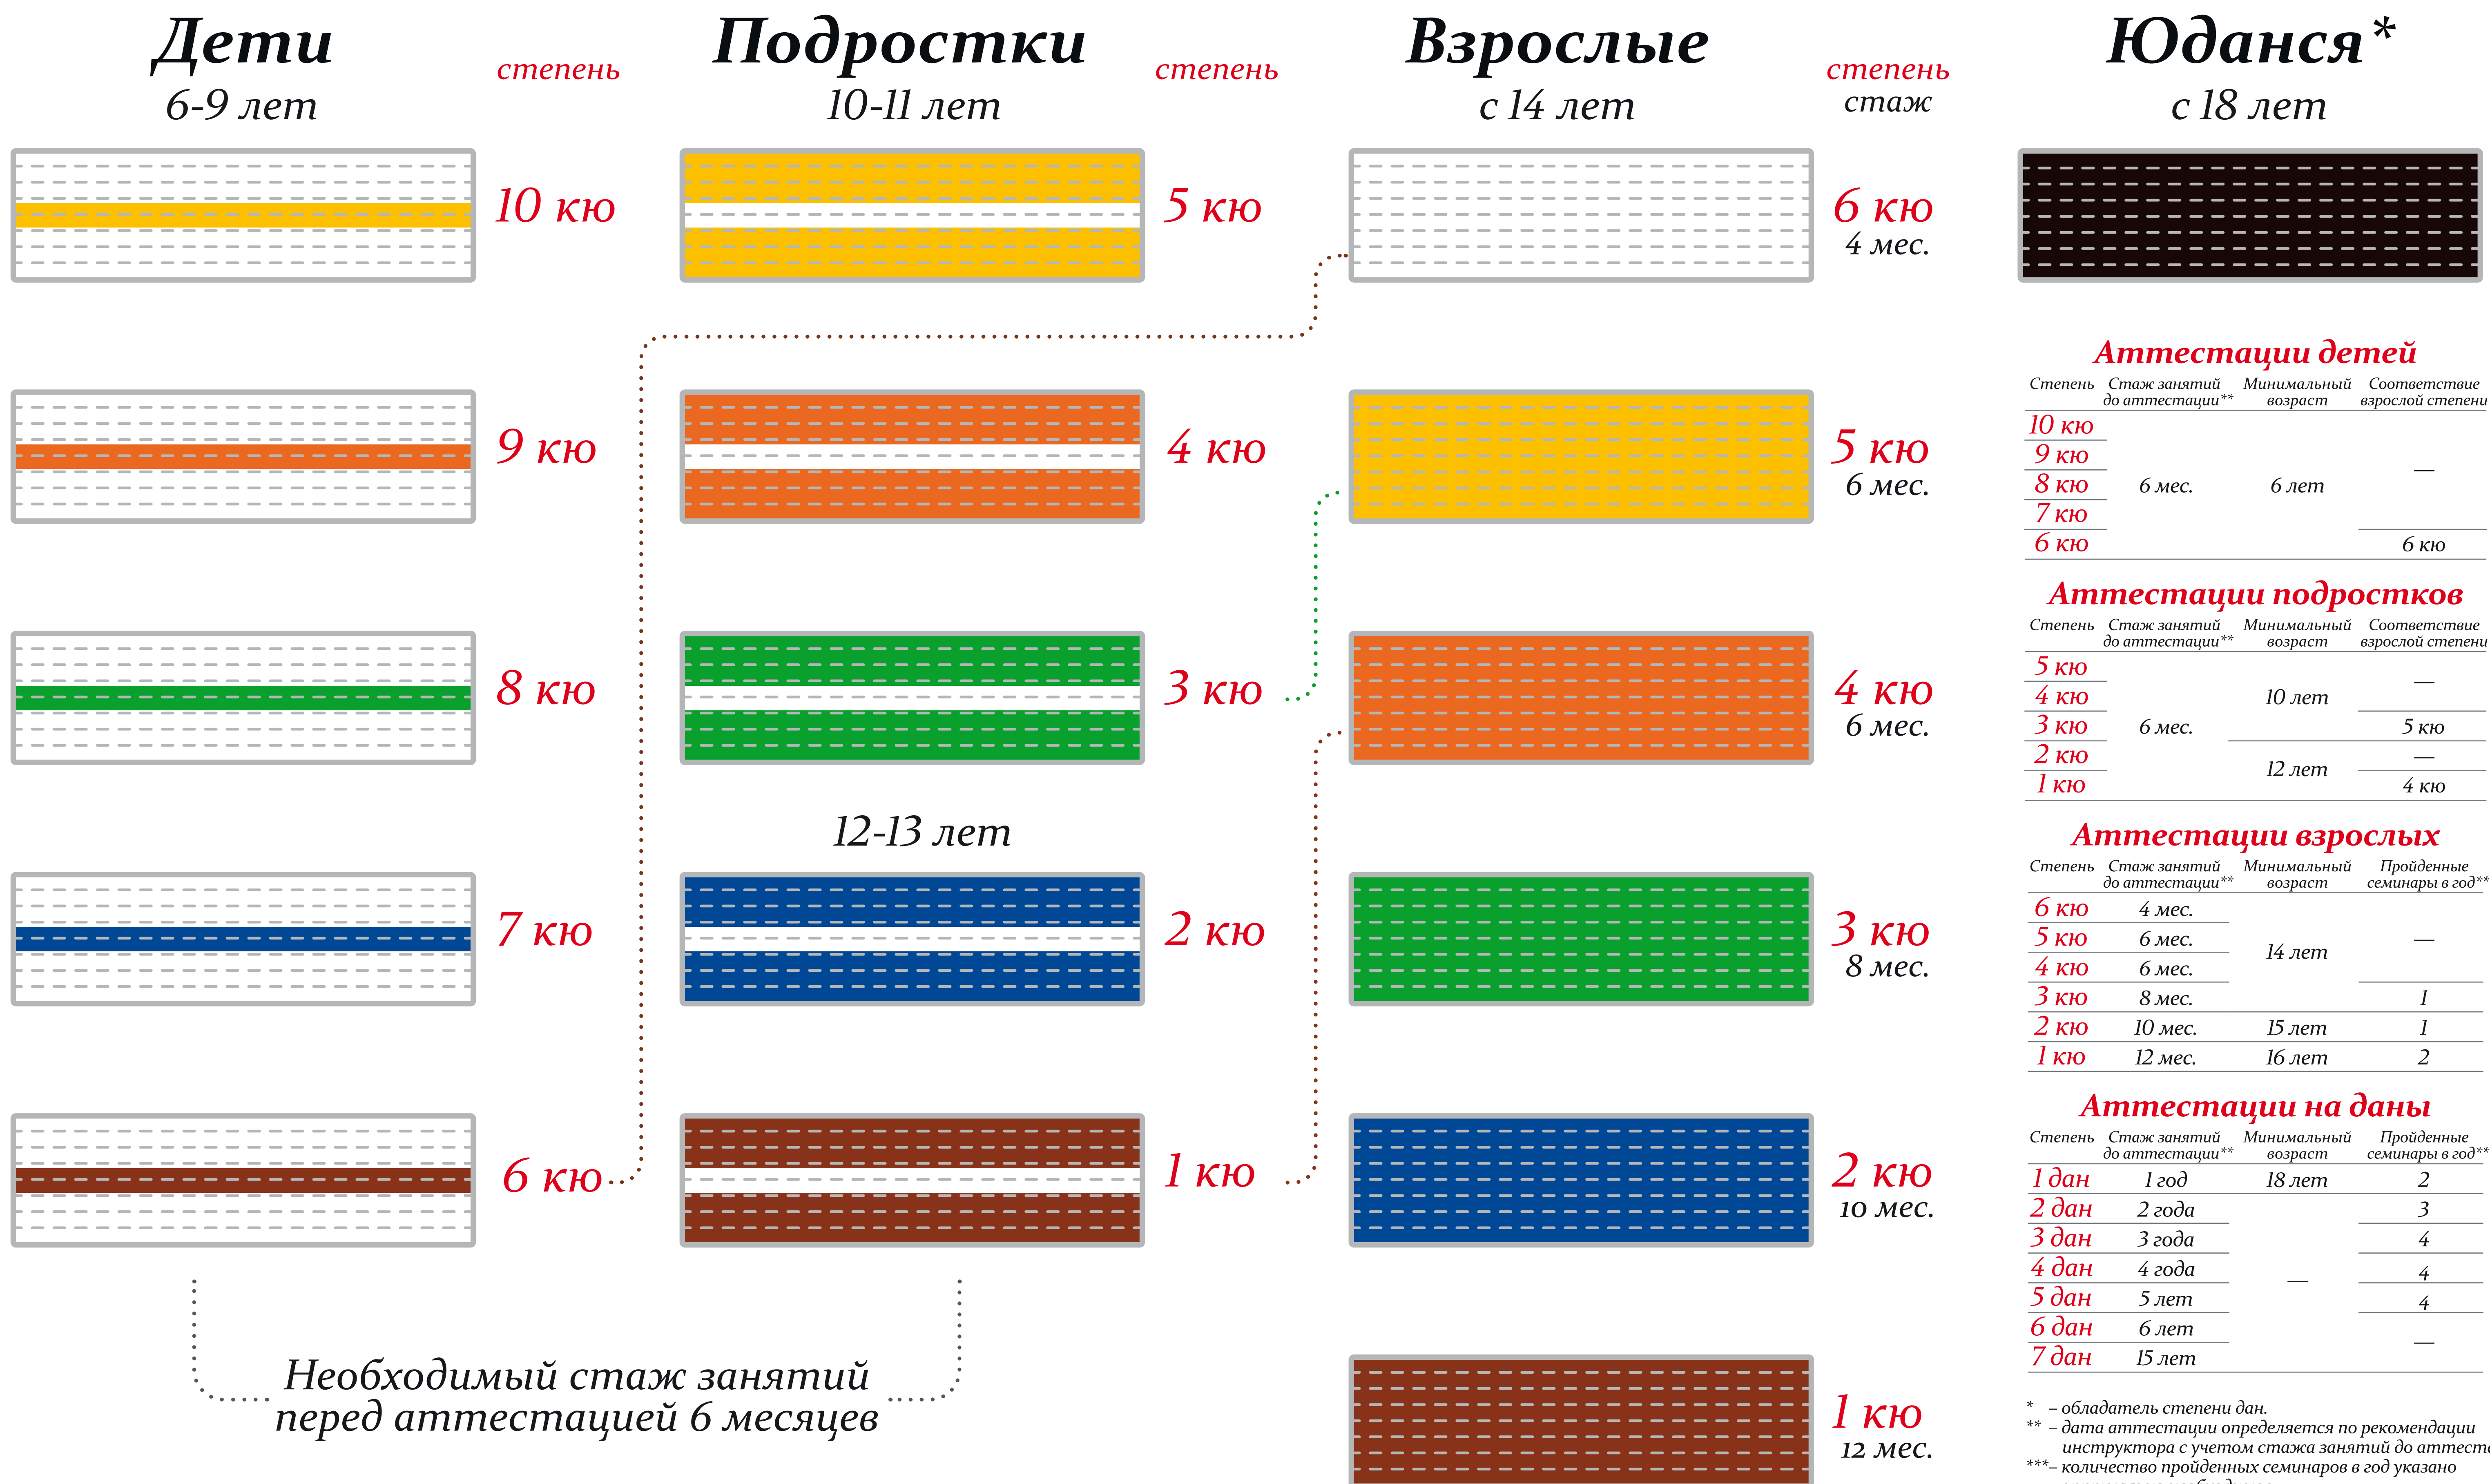 Дети
6-9 лет
степень
10 кю
9 кю
8 кю
7 кю
6 кю
Подростки
10-11 лет
степень
5 кю
4 кю
3 кю
12-13 лет
2 кю
1 кю
Необходимый стаж занятий
перед аттестацией 6 месяцев
Взрослые
с 14 лет
степень
стаж
6 кю
4 мес.
5 кю
6 мес.
4 кю
6 мес.
3 кю
8 мес.
2 кю
10 мес.
1 кю
12 мес.
Юданся*
с 18 лет
Аттестации детей
Степень Стаж занятий Минимальный Соответствие
до аттестации** возраст взрослой степени
10 кю
9 кю
—
8 кю 6 мес. 6 лет
7 кю
6 кю 6 кю
Аттестации подростков
Степень Стаж занятий Минимальный Соответствие
до аттестации** возраст взрослой степени
5 кю
—
4 кю 10 лет
3 кю 6 мес. 5 кю
2 кю —
12 лет
1 кю 4 кю
Аттестации взрослых
Степень Стаж занятий Минимальный Пройденные
до аттестации** возраст семинары в год**
6 кю 4 мес.
5 кю 6 мес. —
14 лет
4 кю 6 мес.
3 кю 8 мес. 1
2 кю 10 мес. 15 лет 1
1 кю 12 мес. 16 лет 2
Аттестации на даны
Степень Стаж занятий Минимальный Пройденные
до аттестации** возраст семинары в год**
1 дан 1 год 18 лет 2
2 дан 2 года 3
3 дан 3 года 4
4 дан 4 года — 4
5 дан 5 лет 4
6 дан 6 лет
—
7 дан 15 лет
* – обладатель степени дан.
** – дата аттестации определяется по рекомендации
инструктора с учетом стажа занятий до
***– количество пройденных семинаров в год указано